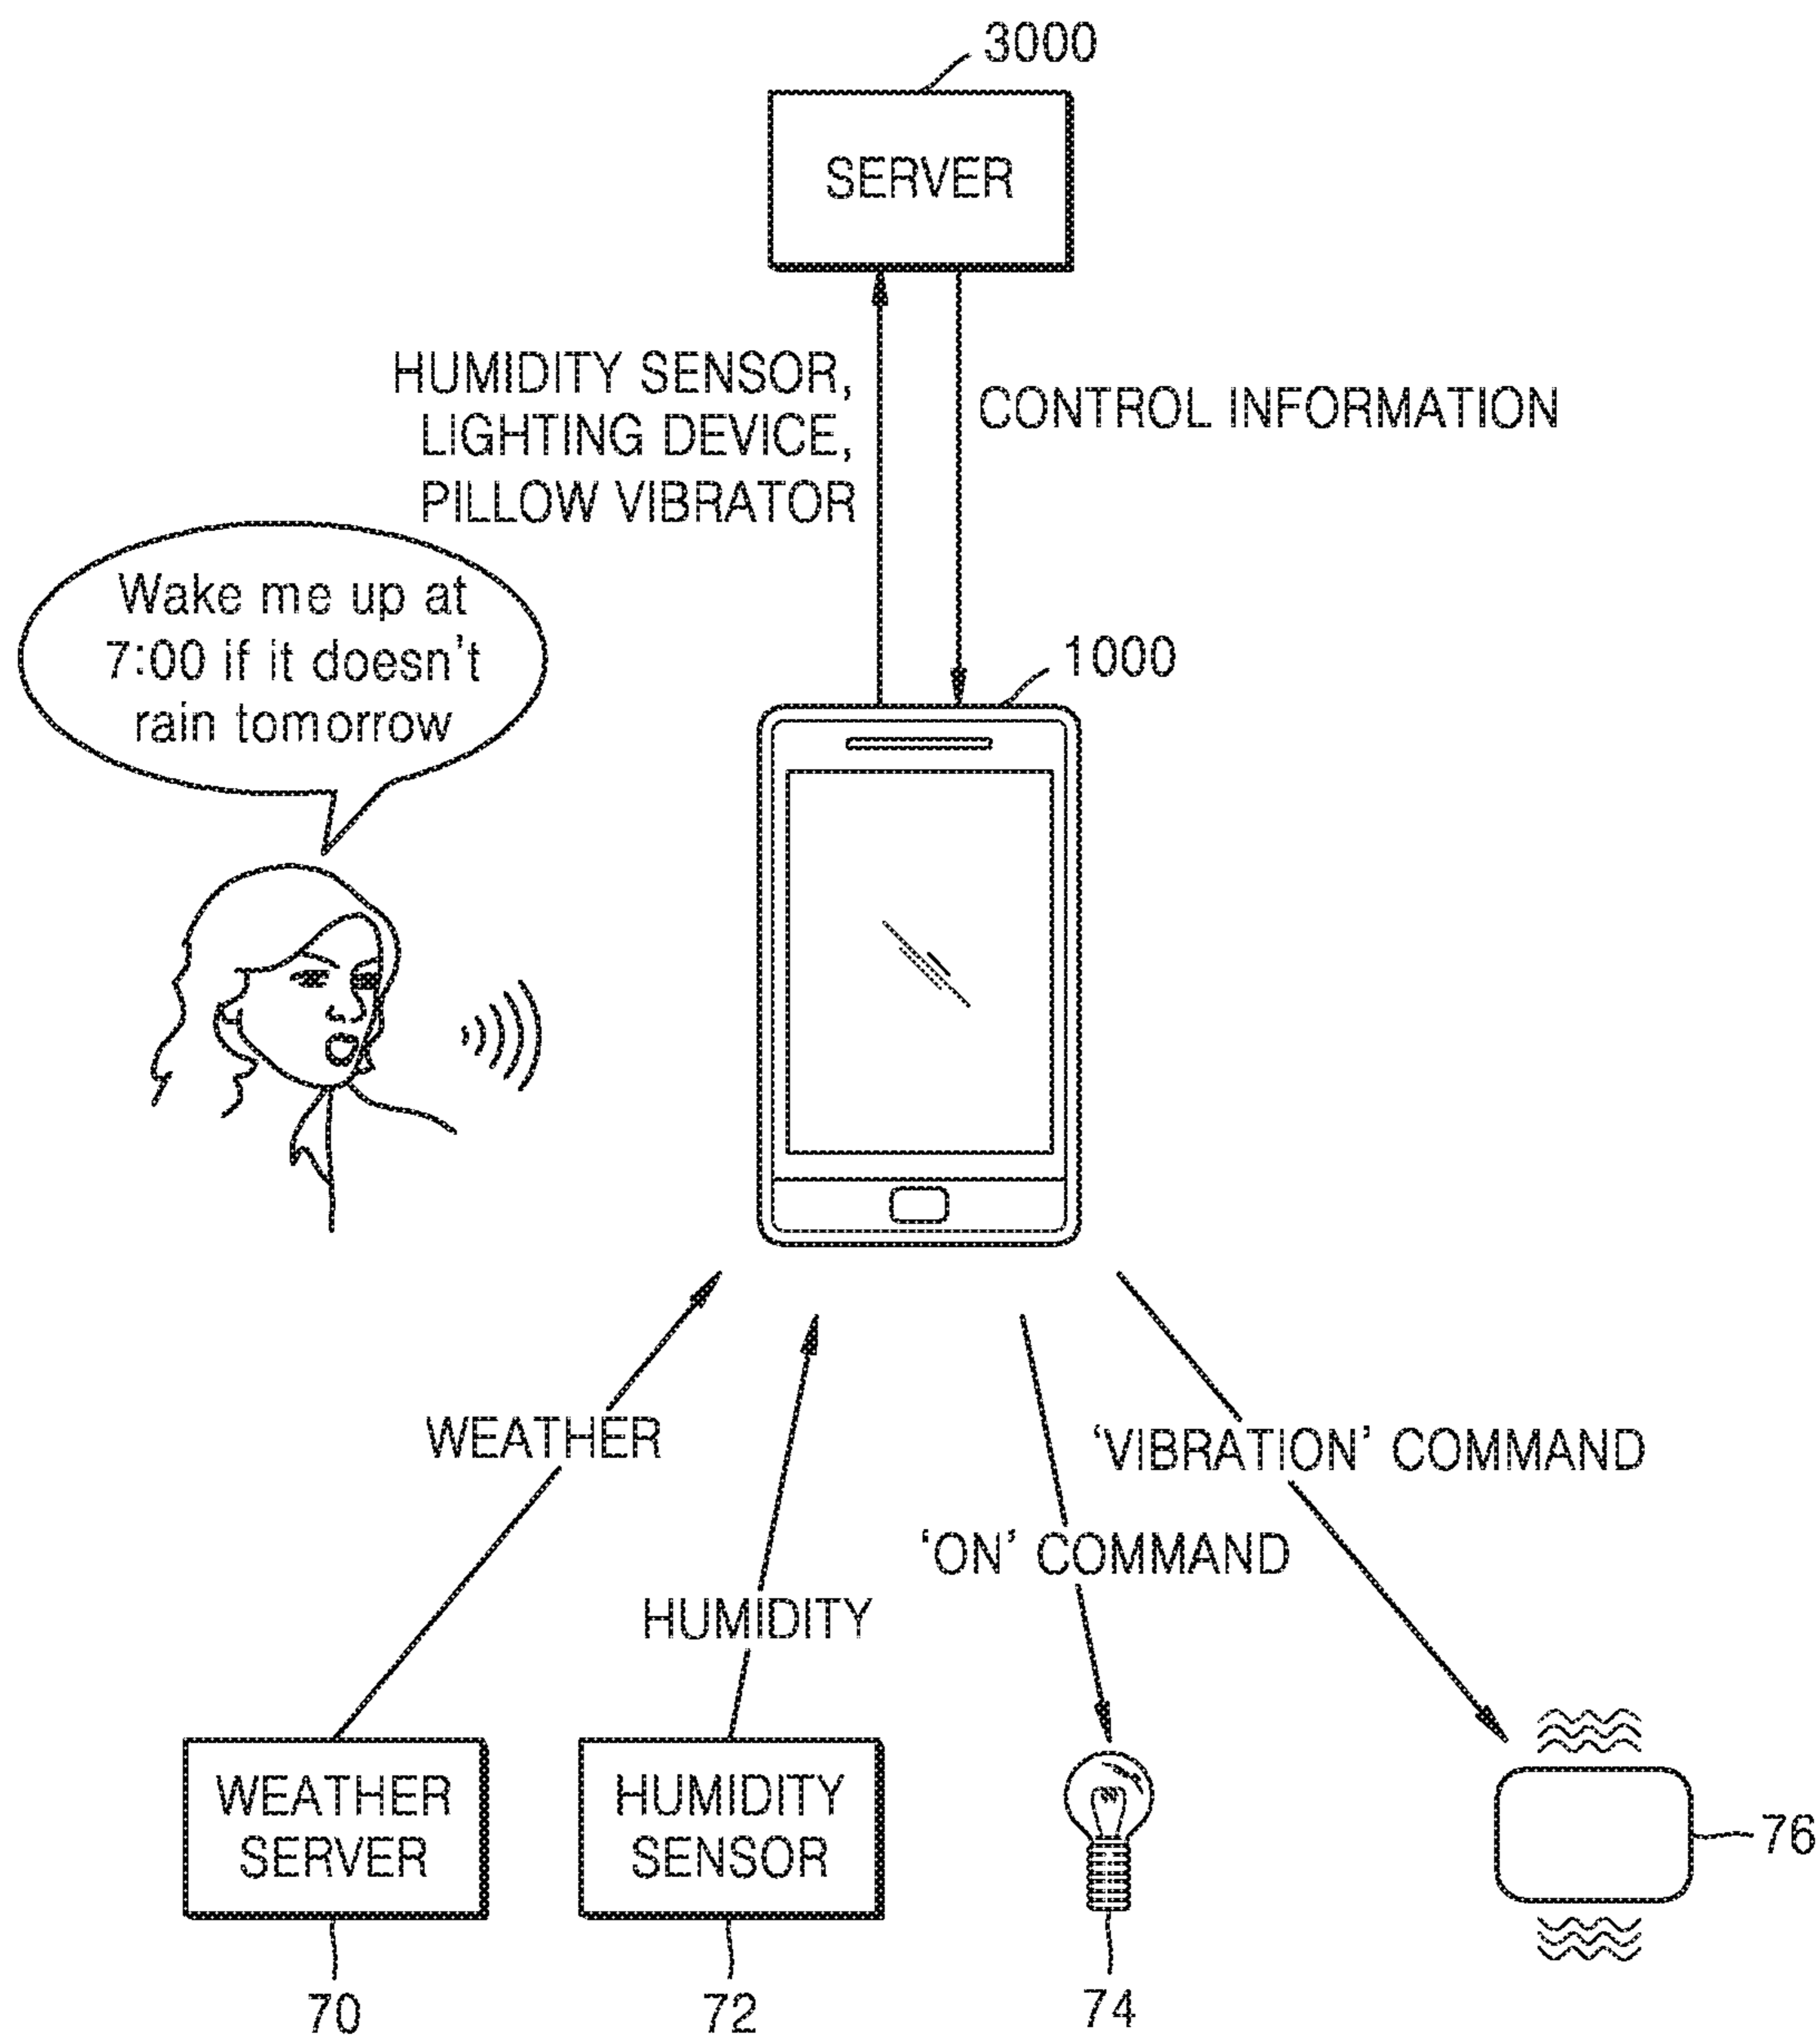 3000
SERVER
HUMIDITY SENSOR,
LIGHTING DEVICE,
PILLOW VIBRATOR
CONTROL INFORMATION
Wake me up at
7:00 if it doesn't
rain tomorrow
1000
WEATHER
'VIBRATION' COMMAND
'ON' COMMAND
HUMIDITY
WEATHER
SERVER
HUMIDITY
SENSOR
76
70
72
74